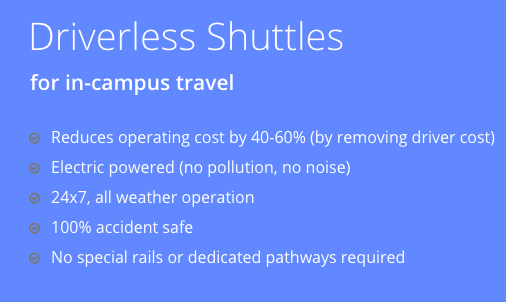 Driverless Shuttles
for in-campus travel
Reduces operating cost by 40-60% (by removing driver cost)
Electric powered (no pollution, no noise)
24x7, all weather operation
100% accident safe
No special rails or dedicated pathways required